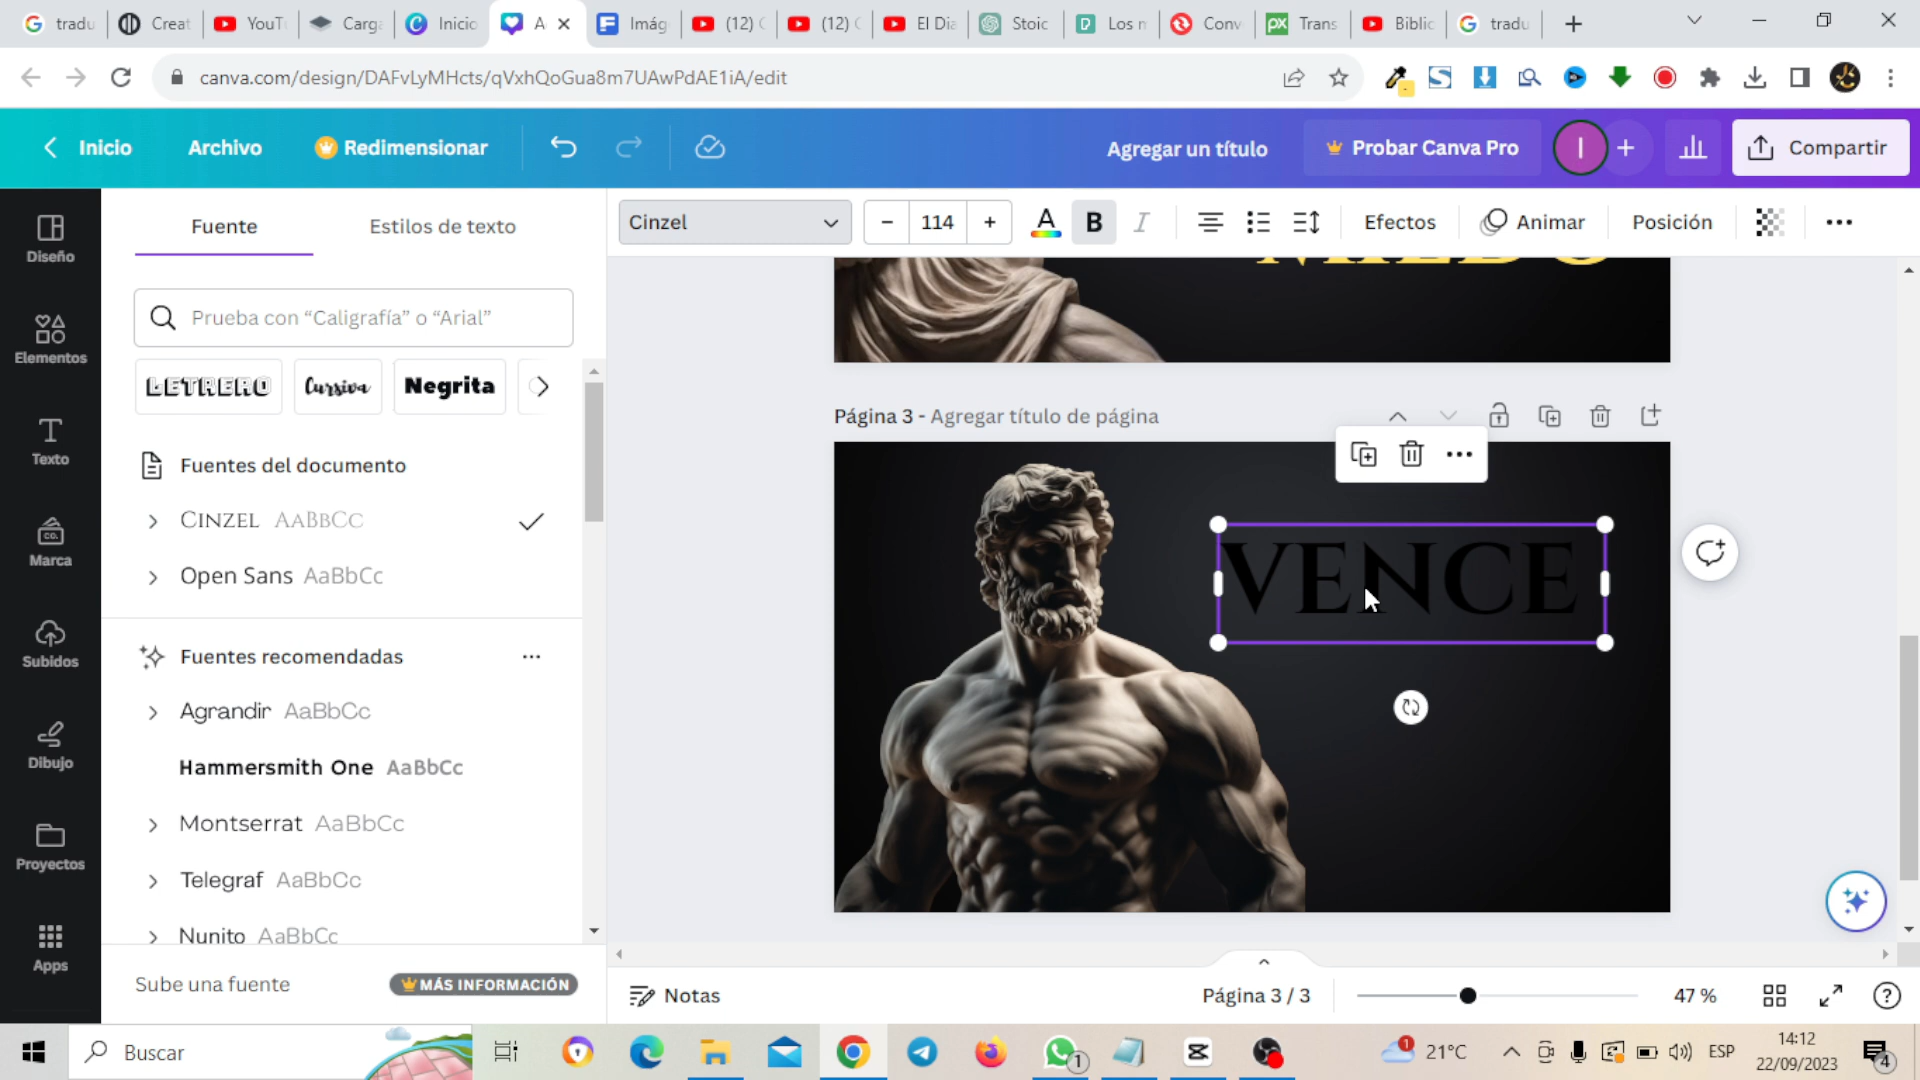 tradu
Creat
YouT
Carga
Inicio
A
Imág
(12)
(12)
El Dia
Stoic
Los n
Conv
Trans
Biblic
tradu
canva.com/design/DAFvLyMHcts/qVxhQoGua8m7UAwPdAE1iA/edit
Inicio
Archivo
Redimensionar
Agregar un título
Probar Canva Pro
I
Compartir
Diseño
Elementos
Texto
Marca
Subidos
Dibujo
Proyectos
Apps
Fuente
Estilos de texto
Prueba con “Caligrafía” o “Arial”
LETRERO
Cursiva
Negrita
Fuentes del documento
CINZEL AABBCC
Open Sans AaBbCc
Fuentes recomendadas
Agrandir AaBbCc
Hammersmith One AaBbCc
Montserrat AaBbCc
Telegraf AaBbCc
Nunito AaBbCc
Sube una fuente
MÁS INFORMACIÓN
Cinzel
114
A
B
I
Efectos
Animar
Posición
MIEDO
Página 3 - Agregar título de página
VENCE
Notas
Página 3 / 3
47 %
Buscar
21°C
ESP
14:12
22/09/2023